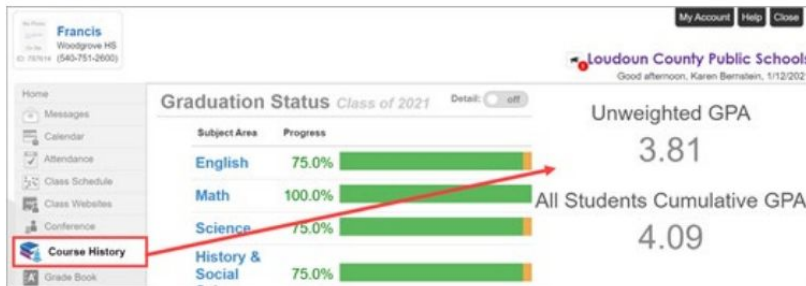 My Account Help Close
Francis
Woodgrove HS
(540-751-2600)
Loudoun County Public Schools
Good afternoon, Karen Bernstein, 1/12/202
Home
Messages
Calendar
Attendance
Class Schedule
Class Websites
Conference
Course History
Grade Book
Graduation Status Class of 2021 Detail: off
Subject Area Progress
English 75.0%
Math 100.0%
Science 75.0%
History &
Social 75.0%
Unweighted GPA
3.81
All Students Cumulative GPA
4.09